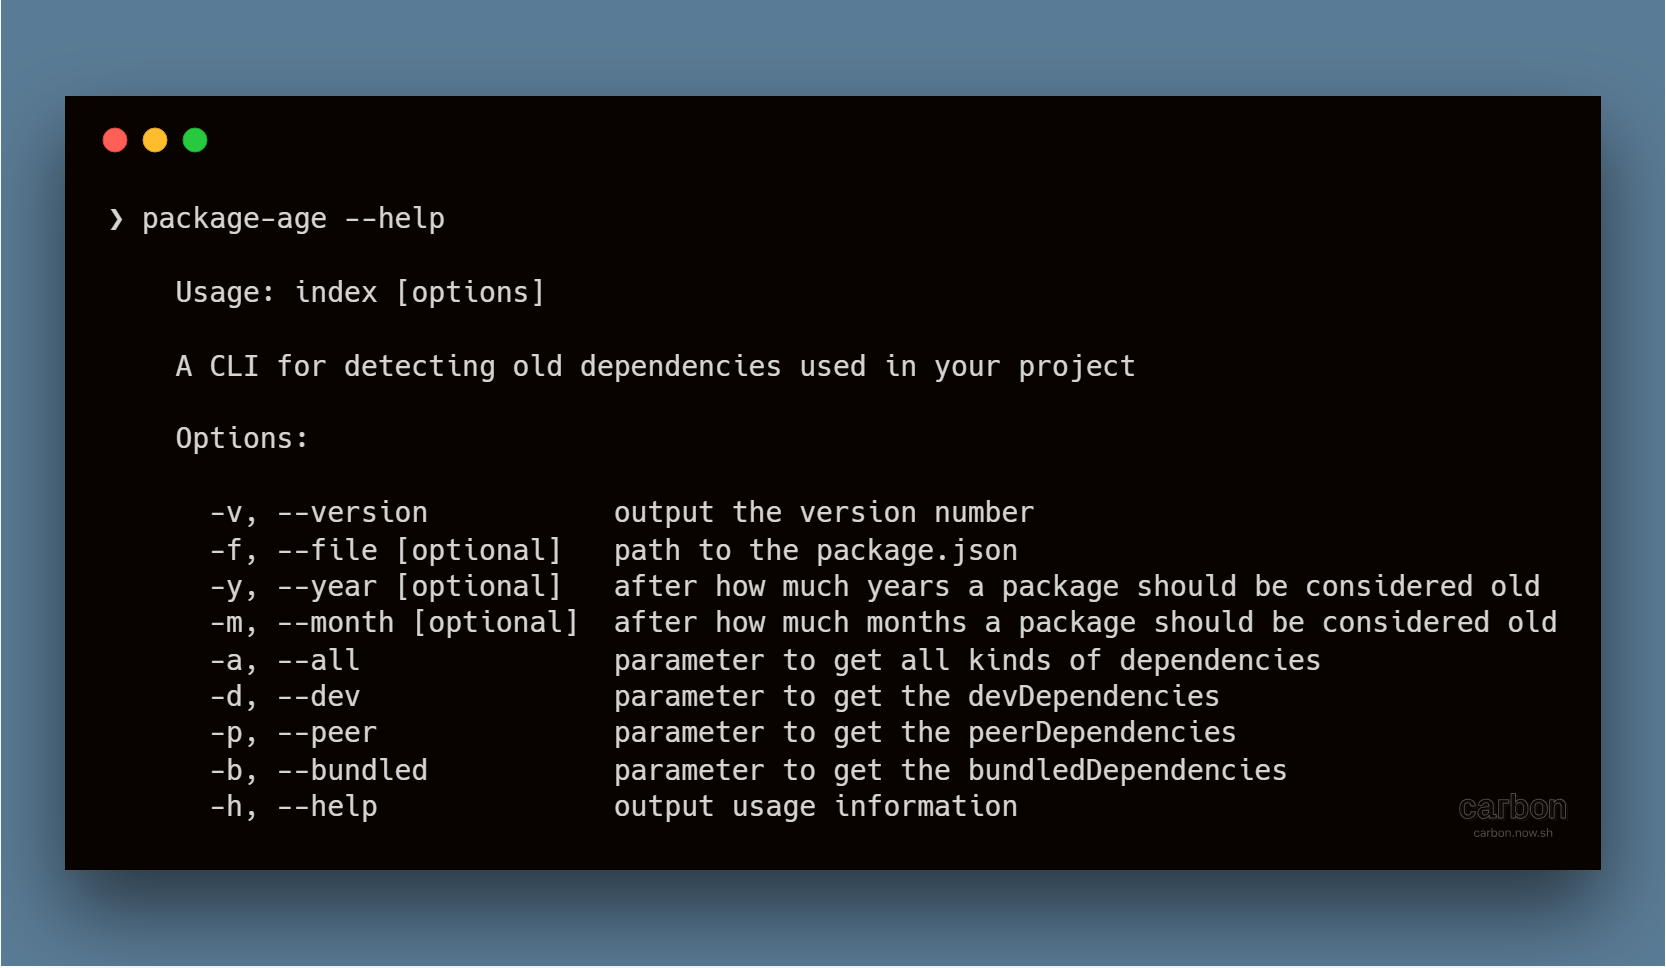 ❯ package-age --help
Usage: index [options]
A CLI for detecting old dependencies used in your project
Options:
-v, --version output the version number
-f, --file [optional] path to the package.json
-y, --year [optional] after how much years a package should be considered old
-m, --month [optional] after how much months a package should be considered old
-a, --all parameter to get all kinds of dependencies
-d, --dev parameter to get the devDependencies
-p, --peer parameter to get the peerDependencies
-b, --bundled parameter to get the bundledDependencies
-h, --help output usage information
carbon
carbon.now.sh